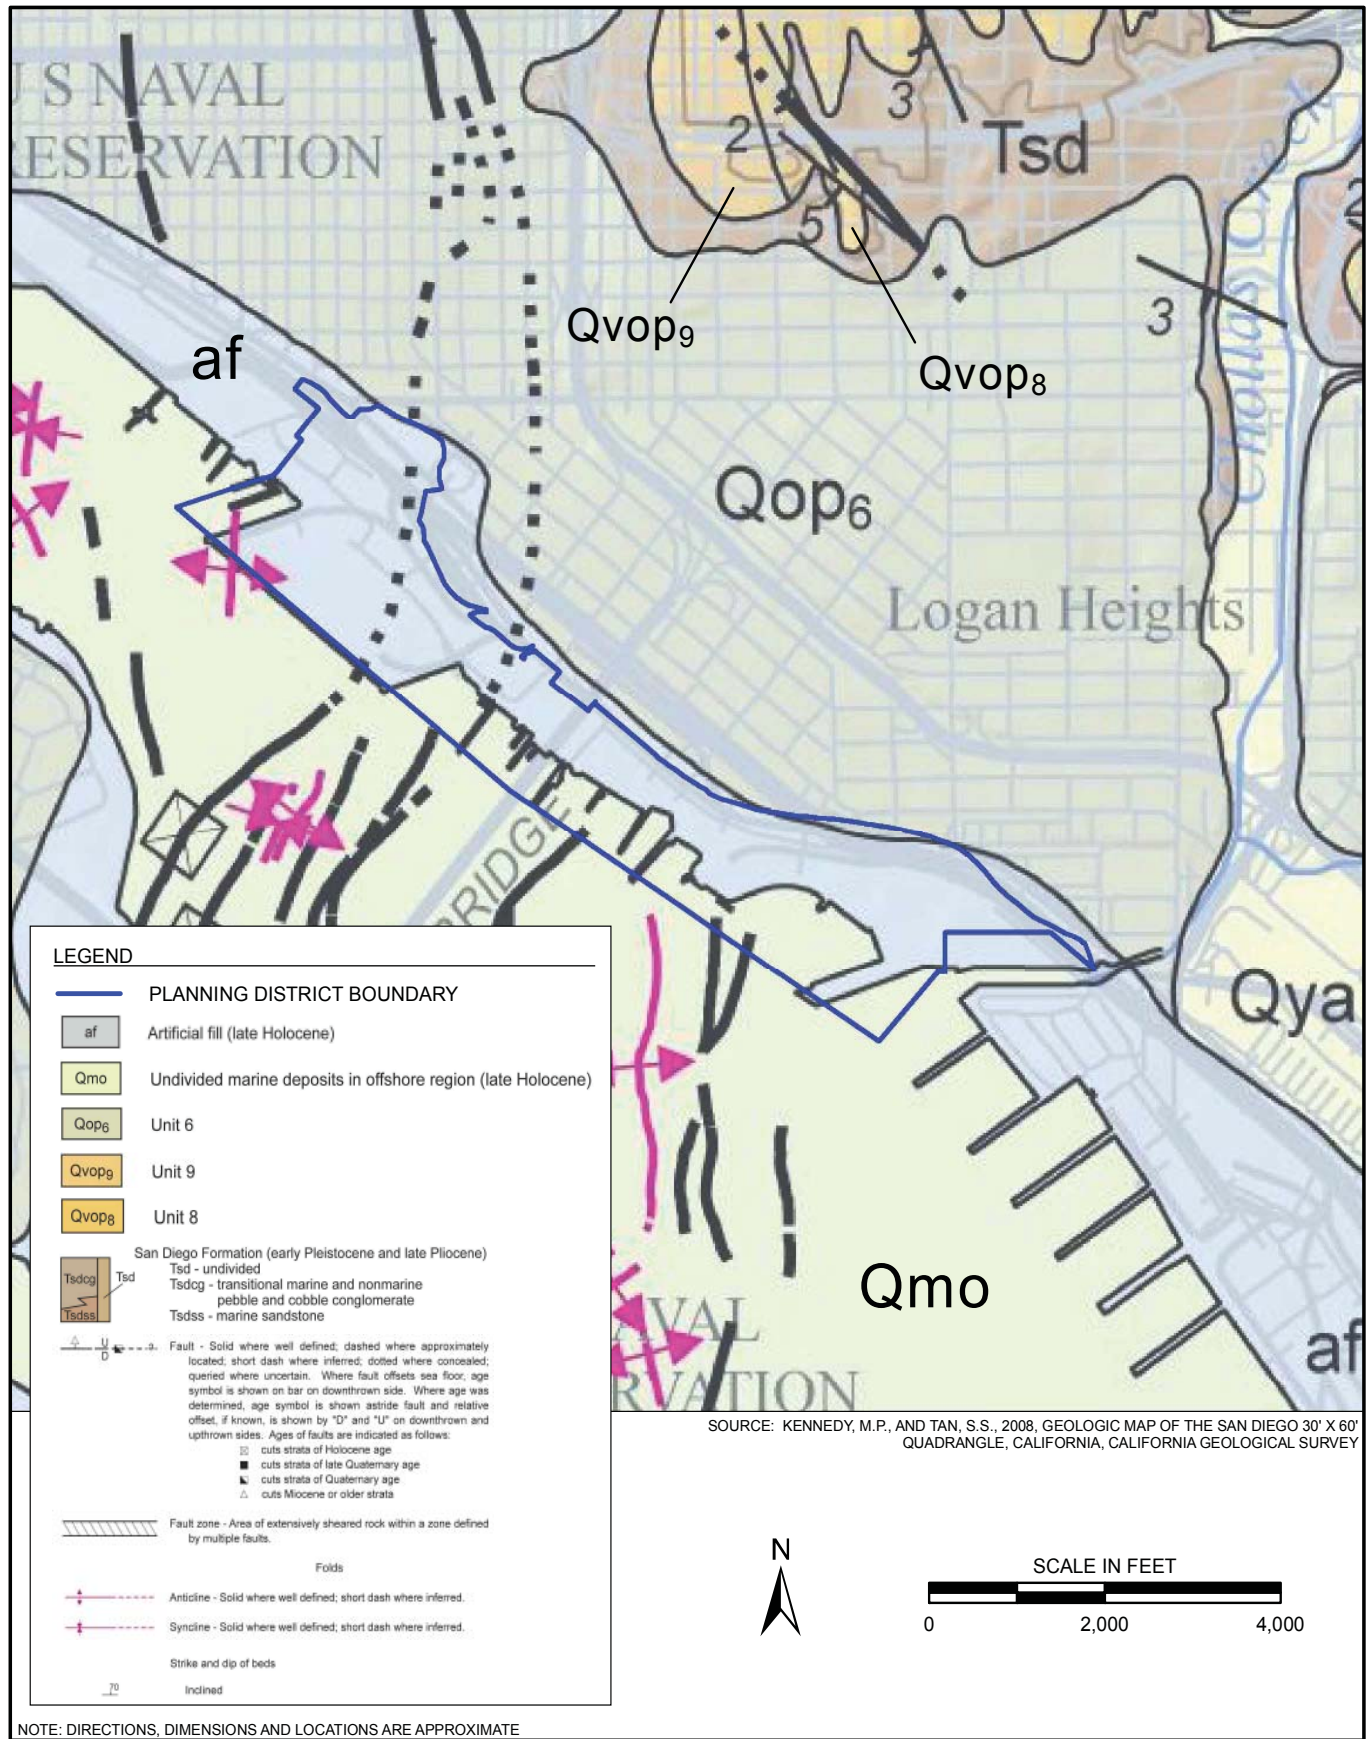 U S NAVAL
RESERVATION
3
2
Tsd
5
2
Chollas Creek
Qvop₉
3
af
Qvop₈
Qop₆
Logan Heights
BRIDGE
Qya
Qmo
NAVAL
RVATION
af
LEGEND
PLANNING DISTRICT BOUNDARY
af Artificial fill (late Holocene)
Qmo Undivided marine deposits in offshore region (late Holocene)
Qop₆ Unit 6
Qvop₉ Unit 9
Qvop₈ Unit 8
San Diego Formation (early Pleistocene and late Pliocene)
Tsdcg Tsd Tsd - undivided
Tsdcg - transitional marine and nonmarine
pebble and cobble conglomerate
Tsdss Tsdss - marine sandstone
U
D
?
Fault - Solid where well defined; dashed where approximately
located; short dash where inferred; dotted where concealed;
queried where uncertain. Where fault offsets sea floor, age
symbol is shown on bar on downthrown side. Where age was
determined, age symbol is shown astride fault and relative
offset, if known, is shown by "D" and "U" on downthrown and
upthrown sides. Ages of faults are indicated as follows:
cuts strata of Holocene age
cuts strata of late Quaternary age
cuts strata of Quaternary age
cuts Miocene or older strata
Fault zone - Area of extensively sheared rock within a zone defined
by multiple faults.
Folds
Anticline - Solid where well defined; short dash where inferred.
Syncline - Solid where well defined; short dash where inferred.
Strike and dip of beds
70 Inclined
SOURCE: KENNEDY, M.P., AND TAN, S.S., 2008, GEOLOGIC MAP OF THE SAN DIEGO 30' X 60'
QUADRANGLE, CALIFORNIA, CALIFORNIA GEOLOGICAL SURVEY
N
SCALE IN FEET
0 2,000 4,000
NOTE: DIRECTIONS, DIMENSIONS AND LOCATIONS ARE APPROXIMATE